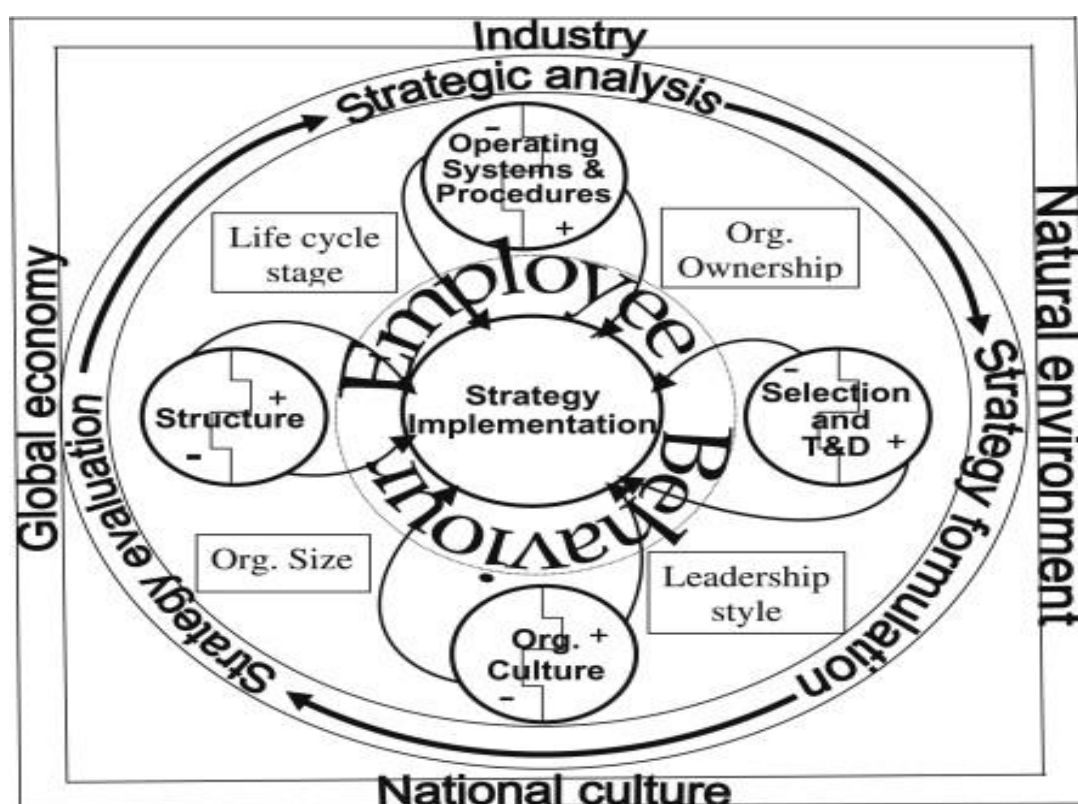 Industry
Strategic analysis
-
Operating
Systems &
Procedures
+
Life cycle
stage
Org.
Ownership
Employee
Global economy
Natural environment
+
Structure
-
Strategy
Implementation
-
Selection
and
T&D
+
Behaviour
Strategy evaluation
Strategy formulation
Org. Size
Leadership
style
Org. +
Culture
-
National culture